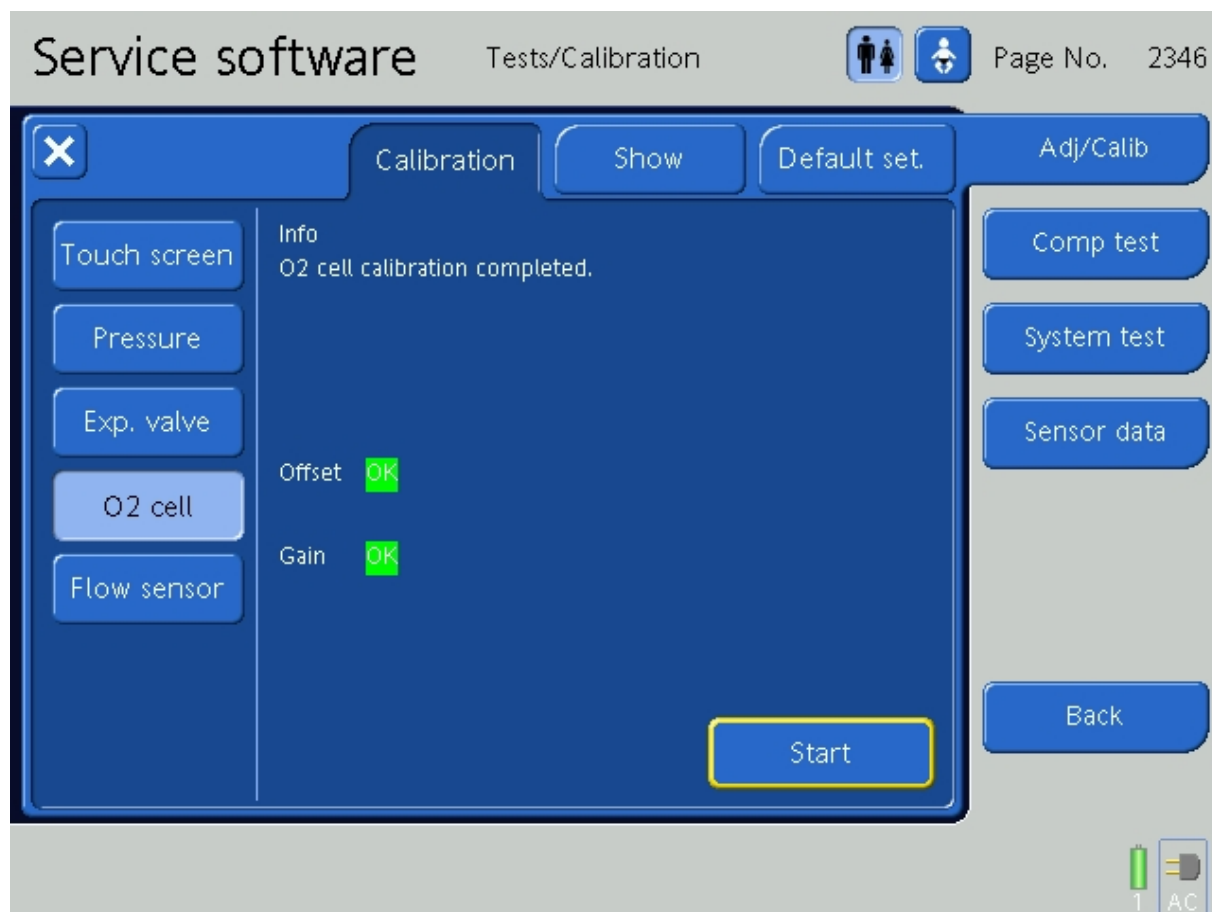 Service software Tests/Calibration Page No. 2346
Calibration Show Default set. Adj/Calib
Touch screen
Pressure
Exp. valve
O2 cell
Flow sensor
Info
O2 cell calibration completed.
Offset OK
Gain OK
Start
Comp test
System test
Sensor data
Back
1 AC